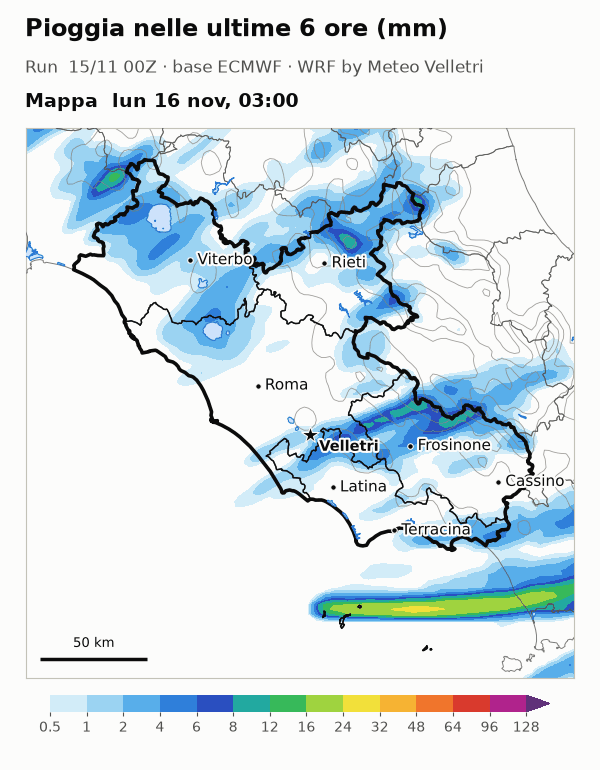 Pioggia nelle ultime 6 ore (mm)
Run  15/11 00Z · base ECMWF · WRF by Meteo Velletri
Mappa  lun 16 nov, 03:00
Viterbo
Rieti
Roma
Velletri
Frosinone
Latina
Cassino
Terracina
50 km
0.5 1 2 4 6 8 12 16 24 32 48 64 96 128